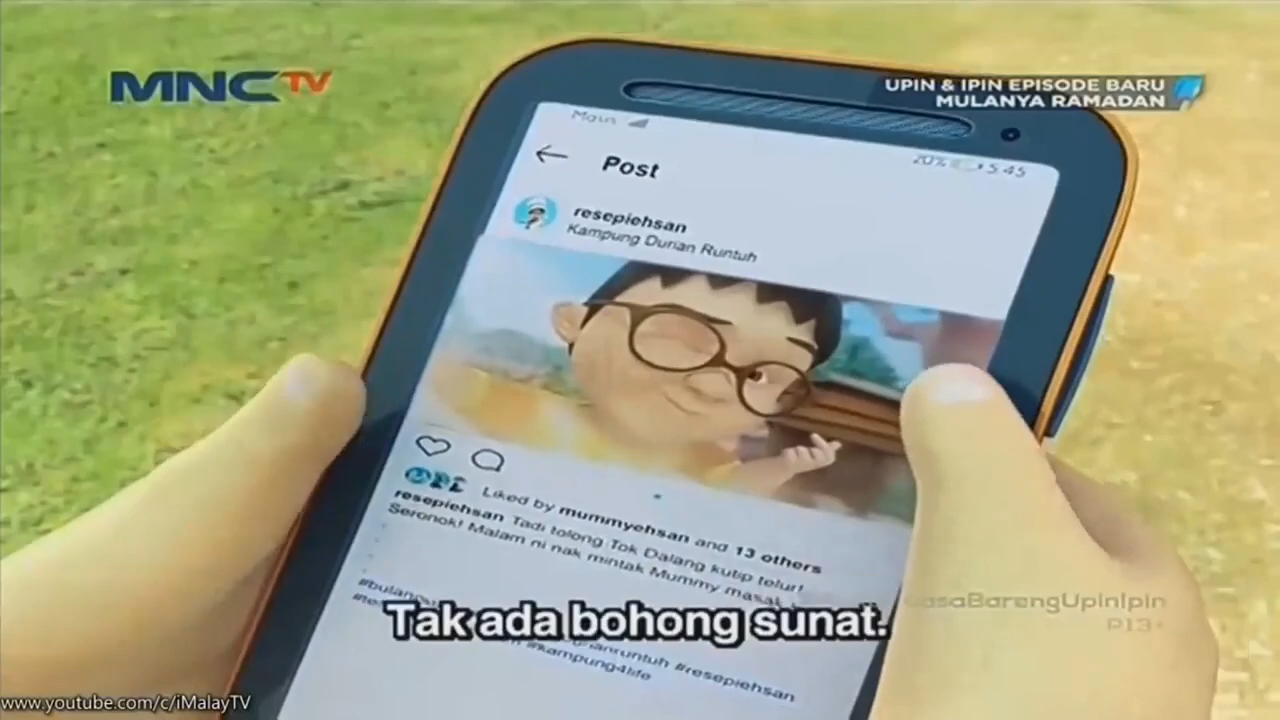 MNCTV
UPIN & IPIN EPISODE BARU
MULANYA RAMADAN
Main
20% 5:45
Post
resepiehsan
Kampung Durian Runtuh
Liked by mummyehsan and 13 others
resepiehsan Tadi tolong Tok Dalang kutip telur!
Seronok! Malam ni nak mintak Mummy masak
#resepiehsan
#kampung4life
Tak ada bohong sunat.
asaBarengUpinIpin
P13+
www.youtube.com/c/iMalayTV